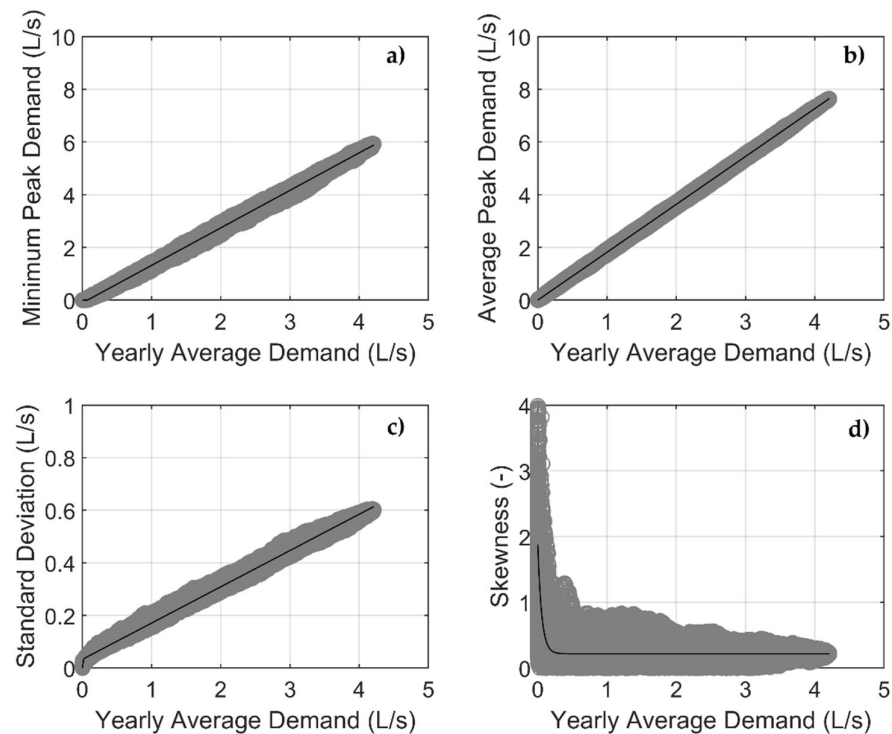 a)
Minimum Peak Demand (L/s)
10
8
6
4
2
0
0 1 2 3 4 5
Yearly Average Demand (L/s)
b)
Average Peak Demand (L/s)
10
8
6
4
2
0
0 1 2 3 4 5
Yearly Average Demand (L/s)
c)
Standard Deviation (L/s)
1
0.8
0.6
0.4
0.2
0
0 1 2 3 4 5
Yearly Average Demand (L/s)
d)
Skewness (-)
4
3
2
1
0
0 1 2 3 4 5
Yearly Average Demand (L/s)